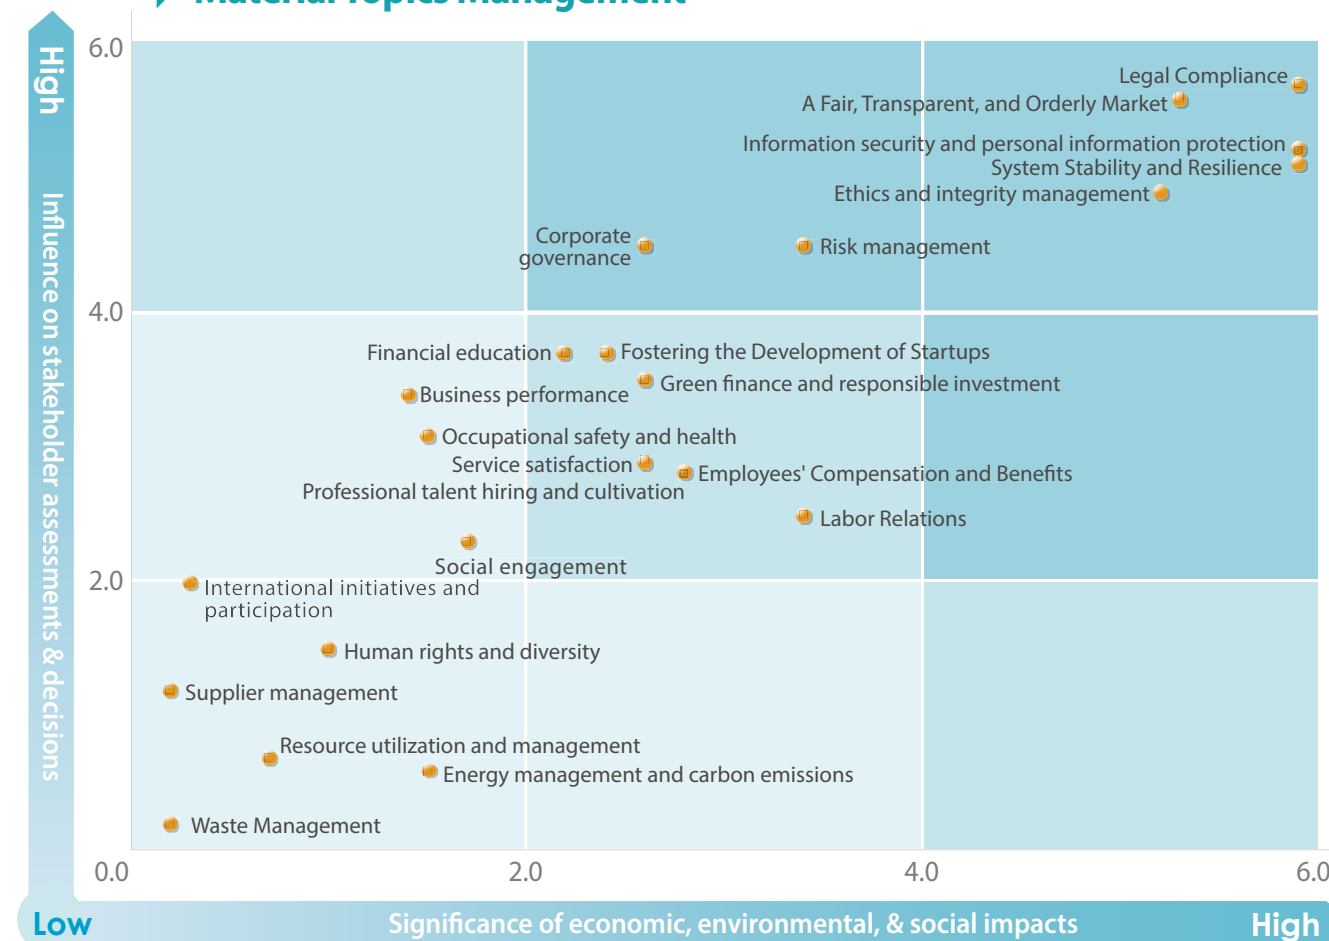 Material Topics Management
High
Influence on stakeholder assessments & decisions
6.0
4.0
2.0
Legal Compliance
A Fair, Transparent, and Orderly Market
Information security and personal information protection
System Stability and Resilience
Ethics and integrity management
Corporate
governance
Risk management
Financial education
Fostering the Development of Startups
Green finance and responsible investment
Business performance
Occupational safety and health
Service satisfaction
Employees' Compensation and Benefits
Professional talent hiring and cultivation
Labor Relations
Social engagement
International initiatives and
participation
Human rights and diversity
Supplier management
Resource utilization and management
Energy management and carbon emissions
Waste Management
0.0
2.0
4.0
6.0
Low
Significance of economic, environmental, & social impacts
High